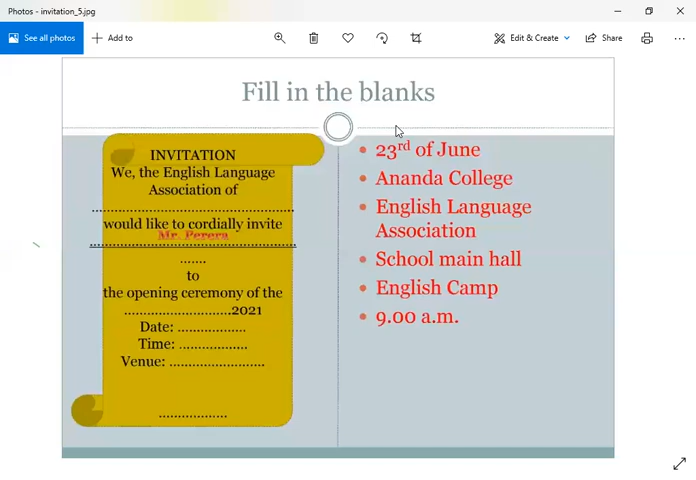 Photos - invitation_5.jpg
See all photos
Add to
Edit & Create
Share
Fill in the blanks
INVITATION
We, the English Language
Association of
......................................................
would like to cordially invite
Mr. Perera
.......................................................
.......
to
the opening ceremony of the
............................2021
Date: ..................
Time: ..................
Venue: .........................
..................
• 23rd of June
• Ananda College
• English Language
Association
• School main hall
• English Camp
• 9.00 a.m.